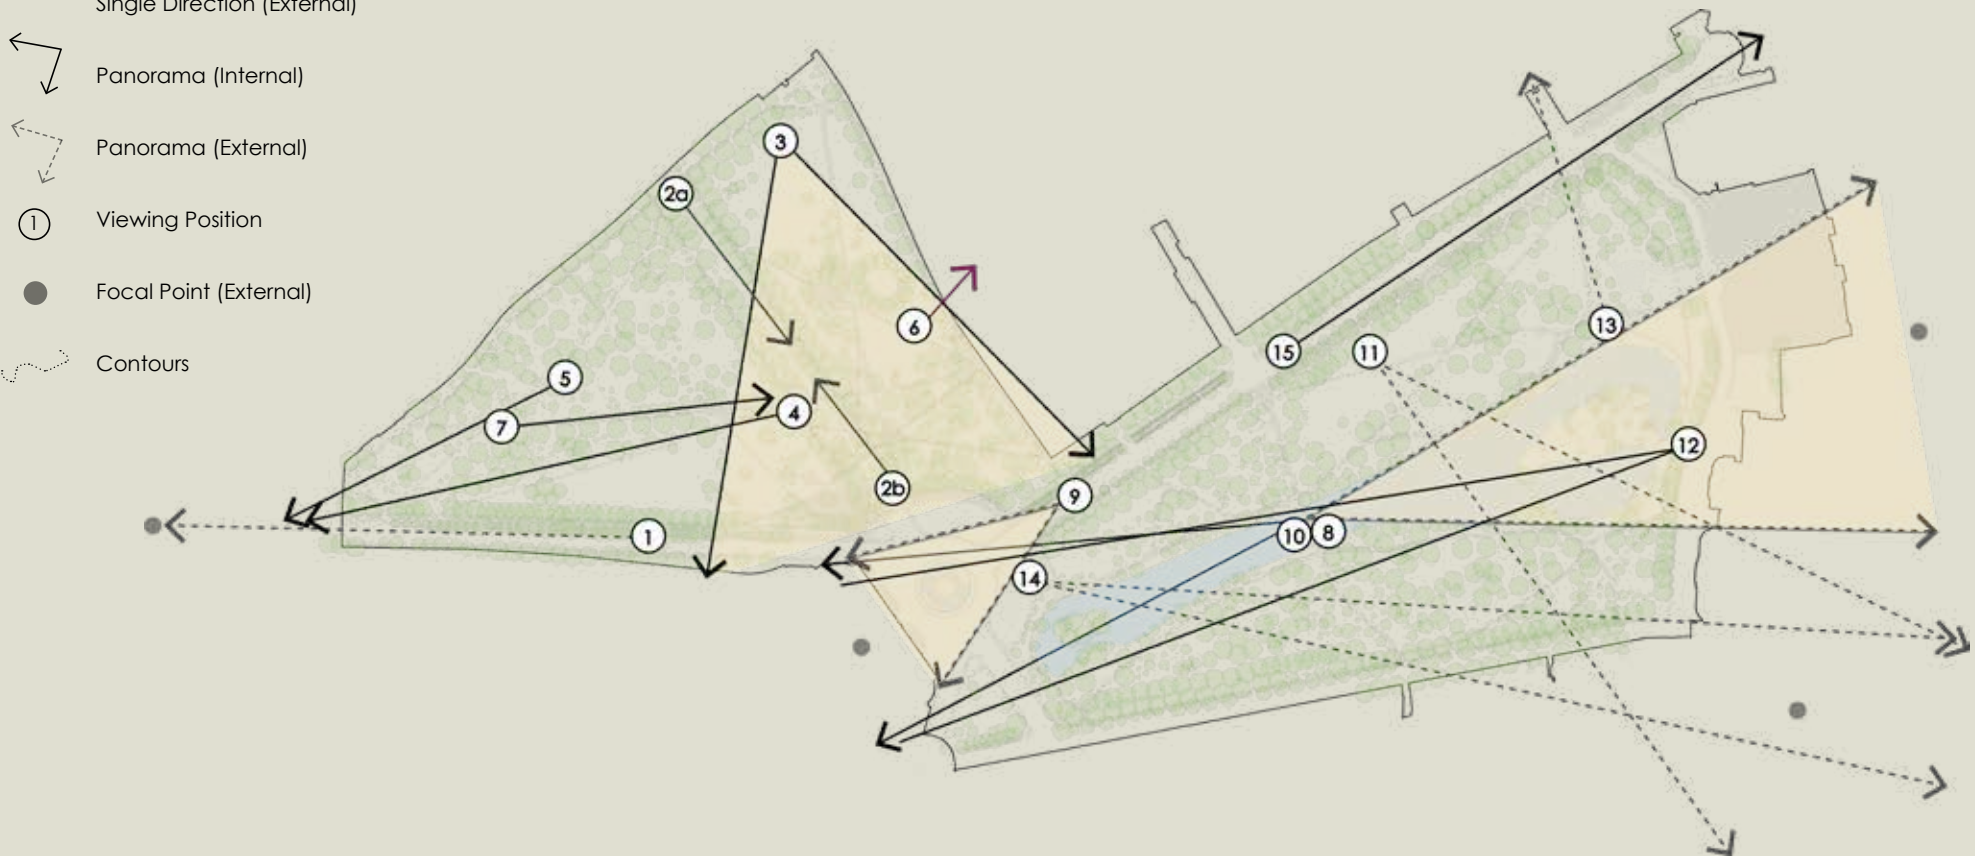 Single Direction (External)
Panorama (Internal)
Panorama (External)
1 Viewing Position
Focal Point (External)
Contours
3
2a
6
13
15
11
5
4
7
12
2b
9
1
10 8
14